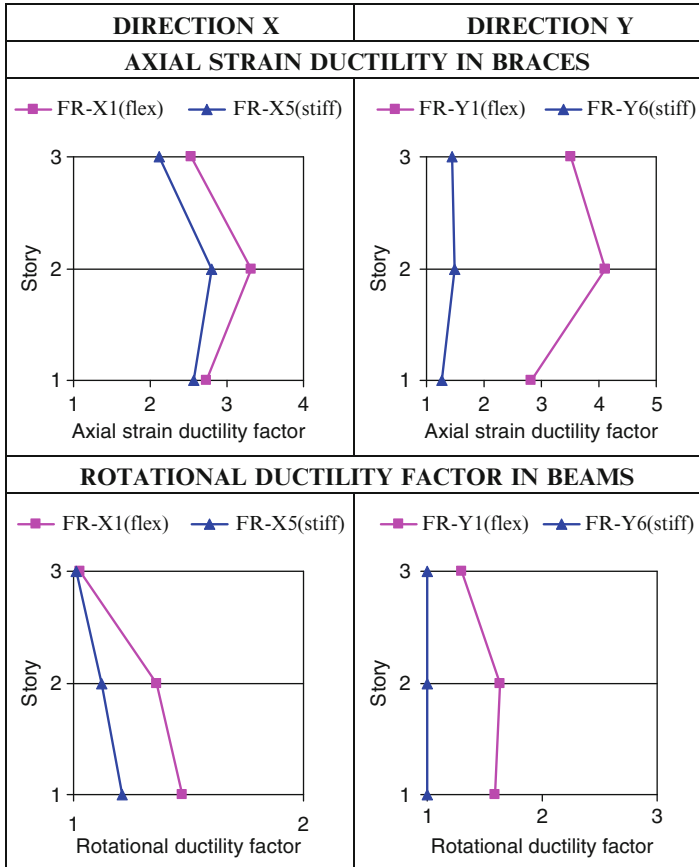 DIRECTION X DIRECTION Y
AXIAL STRAIN DUCTILITY IN BRACES
FR-X1(flex) FR-X5(stiff) FR-Y1(flex) FR-Y6(stiff)
3 3
Story Story
2 2
1 1
1 2 3 4 1 2 3 4 5
Axial strain ductility factor Axial strain ductility factor
ROTATIONAL DUCTILITY FACTOR IN BEAMS
FR-X1(flex) FR-X5(stiff) FR-Y1(flex) FR-Y6(stiff)
3 3
Story Story
2 2
1 1
1 2 1 2 3
Rotational ductility factor Rotational ductility factor